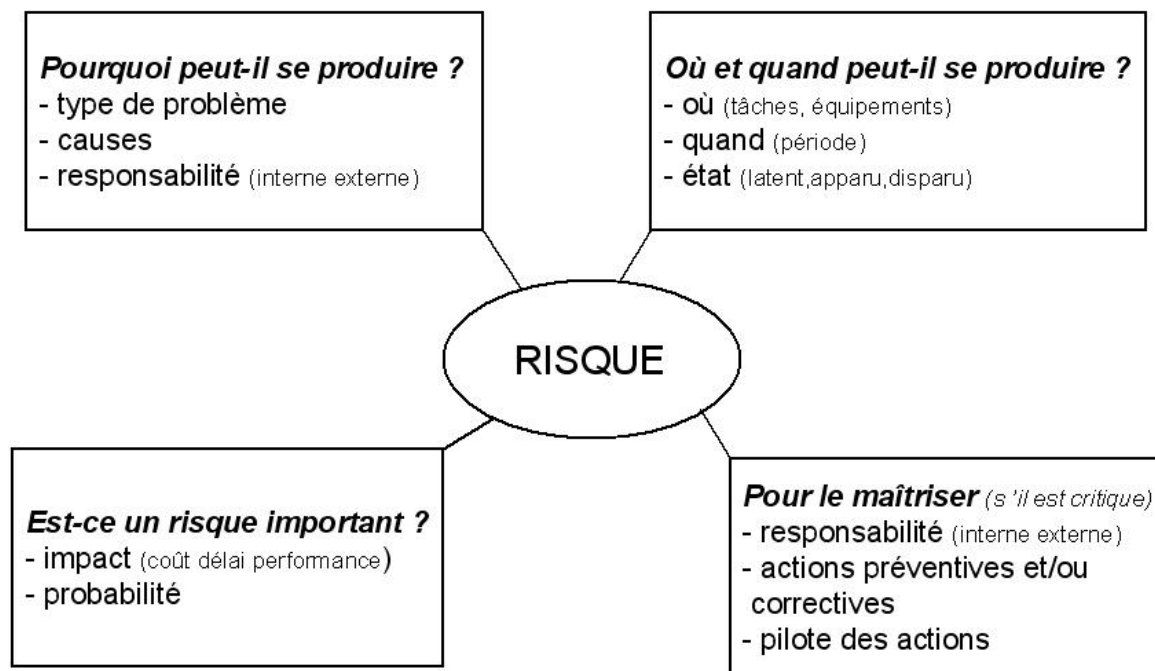 Pourquoi peut-il se produire ?
- type de problème
- causes
- responsabilité (interne externe)
Où et quand peut-il se produire ?
- où (tâches, équipements)
- quand (période)
- état (latent,apparu,disparu)
RISQUE
Est-ce un risque important ?
- impact (coût délai performance)
- probabilité
Pour le maîtriser (s 'il est critique)
- responsabilité (interne externe)
- actions préventives et/ou
correctives
- pilote des actions